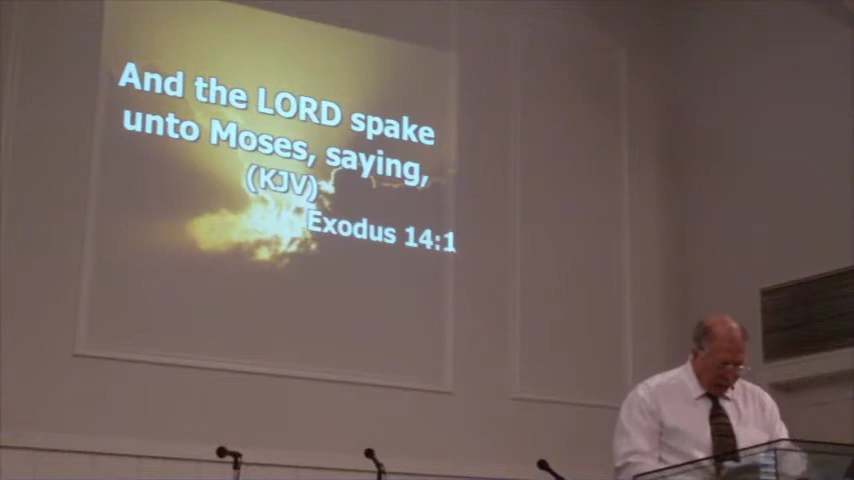 And the LORD spake
unto Moses, saying,
(KJV)
Exodus 14:1